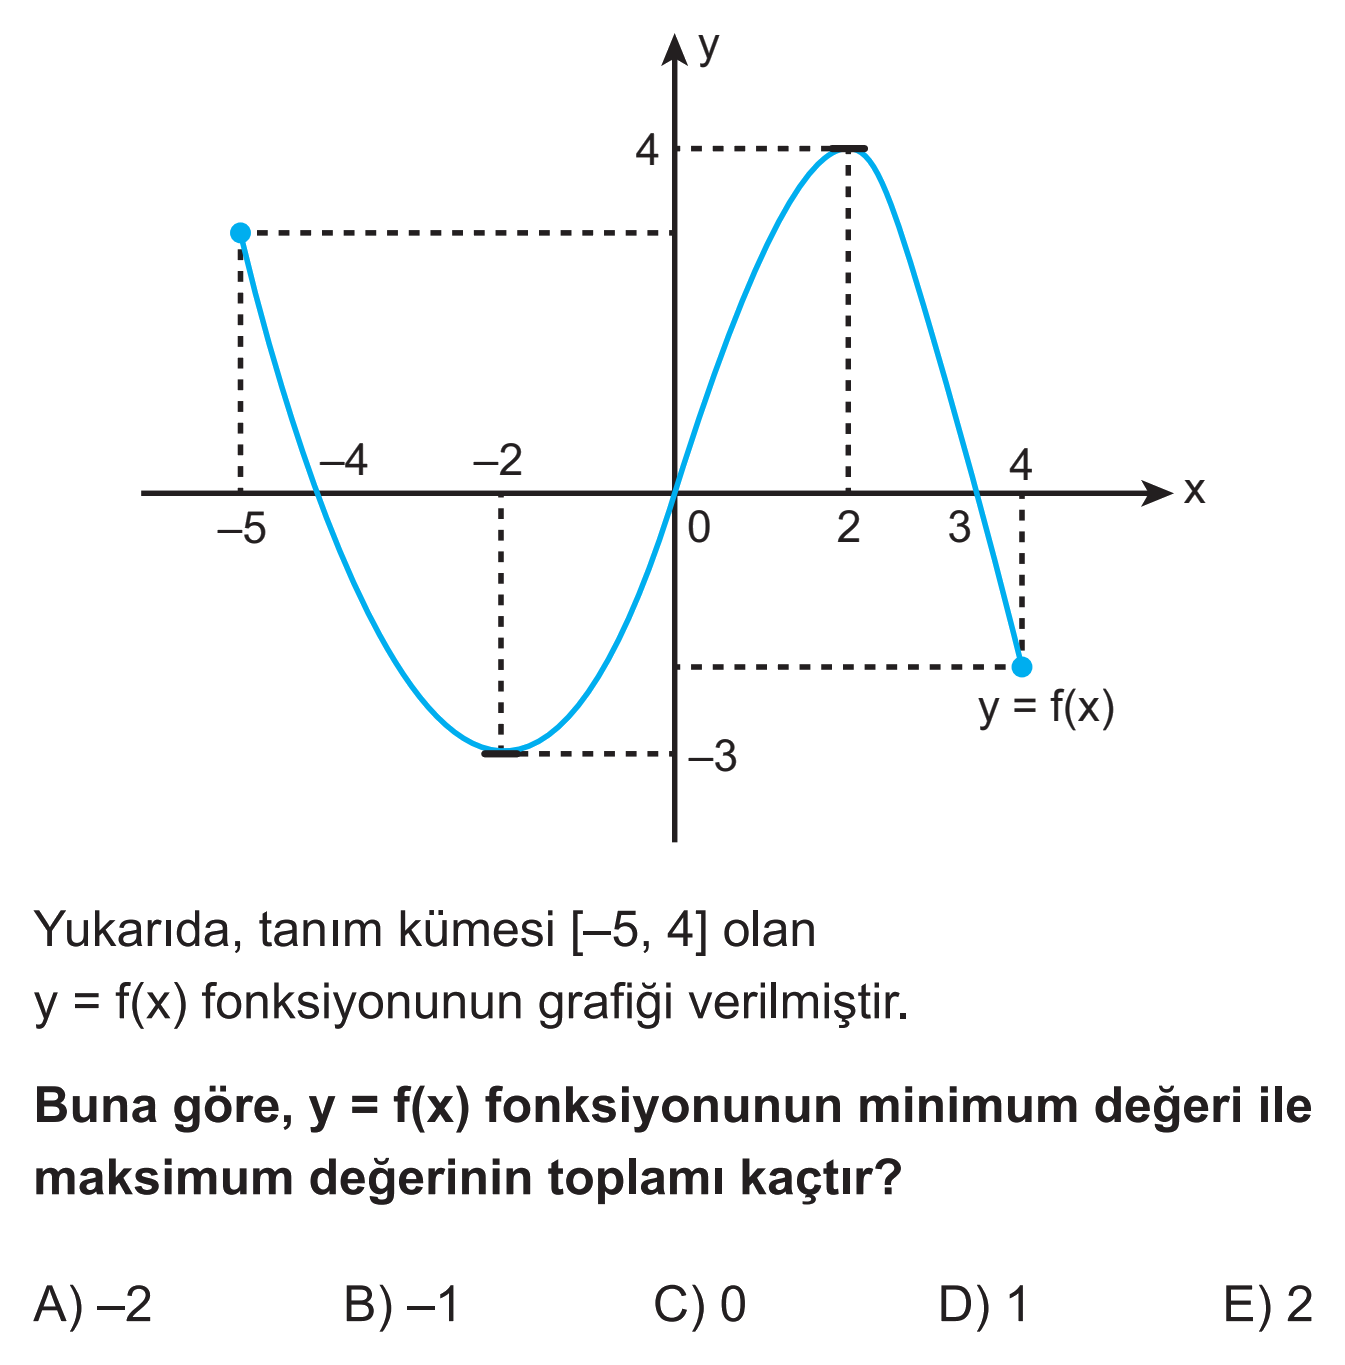 y
4
–4
–2
4
x
–5
0
2
3
y = f(x)
–3
Yukarıda, tanım kümesi [–5, 4] olan
y = f(x) fonksiyonunun grafiği verilmiştir.
Buna göre, y = f(x) fonksiyonunun minimum değeri ile
maksimum değerinin toplamı kaçtır?
A) –2 B) –1 C) 0 D) 1 E) 2